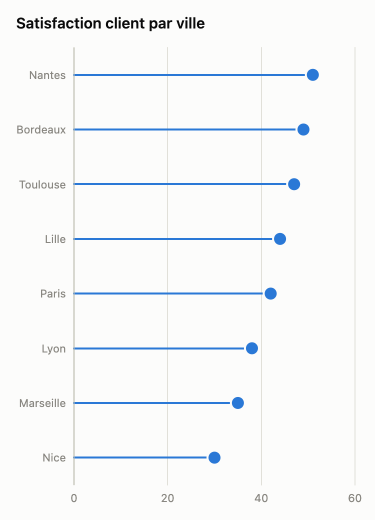 Satisfaction client par ville
Nantes
Bordeaux
Toulouse
Lille
Paris
Lyon
Marseille
Nice
0 20 40 60